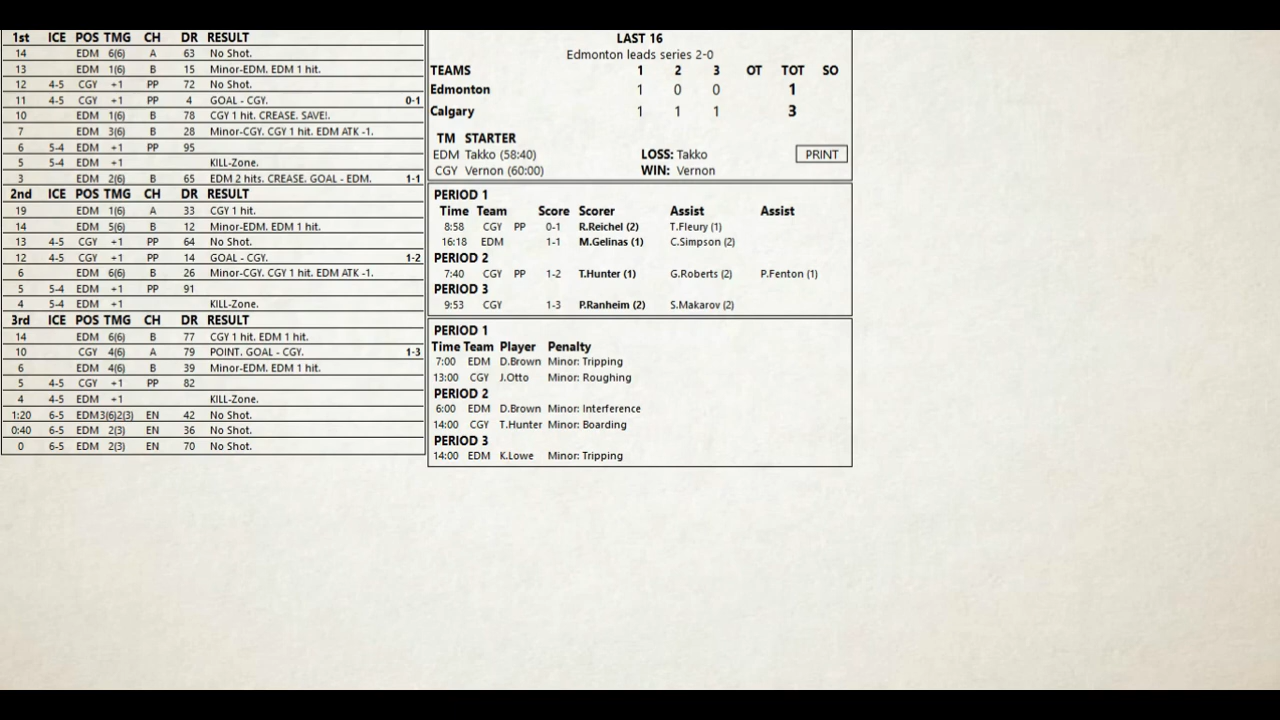 1st ICE POS TMG CH DR RESULT
14 EDM 6(6) A 63 No Shot.
13 EDM 1(6) B 15 Minor-EDM. EDM 1 hit.
12 4-5 CGY +1 PP 72 No Shot.
11 4-5 CGY +1 PP 4 GOAL - CGY. 0-1
10 EDM 1(6) B 78 CGY 1 hit. CREASE. SAVE!.
7 EDM 3(6) B 28 Minor-CGY. CGY 1 hit. EDM ATK -1.
6 5-4 EDM +1 PP 95
5 5-4 EDM +1 KILL-Zone.
3 EDM 2(6) B 65 EDM 2 hits. CREASE. GOAL - EDM. 1-1
2nd ICE POS TMG CH DR RESULT
19 EDM 1(6) A 33 CGY 1 hit.
14 EDM 5(6) B 12 Minor-EDM. EDM 1 hit.
13 4-5 CGY +1 PP 64 No Shot.
12 4-5 CGY +1 PP 14 GOAL - CGY. 1-2
6 EDM 6(6) B 26 Minor-CGY. CGY 1 hit. EDM ATK -1.
5 5-4 EDM +1 PP 91
4 5-4 EDM +1 KILL-Zone.
3rd ICE POS TMG CH DR RESULT
14 EDM 6(6) B 77 CGY 1 hit. EDM 1 hit.
10 CGY 4(6) A 79 POINT. GOAL - CGY. 1-3
6 EDM 4(6) B 39 Minor-EDM. EDM 1 hit.
5 4-5 CGY +1 PP 82
4 4-5 EDM +1 KILL-Zone.
1:20 6-5 EDM 3(6)2(3) EN 42 No Shot.
0:40 6-5 EDM 2(3) EN 36 No Shot.
0 6-5 EDM 2(3) EN 70 No Shot.
LAST 16
Edmonton leads series 2-0
TEAMS 1 2 3 OT TOT SO
Edmonton 1 0 0 1
Calgary 1 1 1 3
TM STARTER
EDM Takko (58:40) LOSS: Takko PRINT
CGY Vernon (60:00) WIN: Vernon
PERIOD 1
Time Team Score Scorer Assist Assist
8:58 CGY PP 0-1 R.Reichel (2) T.Fleury (1)
16:18 EDM 1-1 M.Gelinas (1) C.Simpson (2)
PERIOD 2
7:40 CGY PP 1-2 T.Hunter (1) G.Roberts (2) P.Fenton (1)
PERIOD 3
9:53 CGY 1-3 P.Ranheim (2) S.Makarov (2)
PERIOD 1
Time Team Player Penalty
7:00 EDM D.Brown Minor: Tripping
13:00 CGY J.Otto Minor: Roughing
PERIOD 2
6:00 EDM D.Brown Minor: Interference
14:00 CGY T.Hunter Minor: Boarding
PERIOD 3
14:00 EDM K.Lowe Minor: Tripping